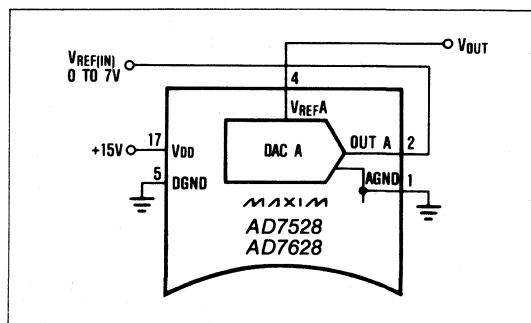 VREF(IN)
0 TO 7V
VOUT
4
VREFA
17
+15V
VDD
DAC A
OUT A
2
5
DGND
AGND
1
MAXIM
AD7528
AD7628